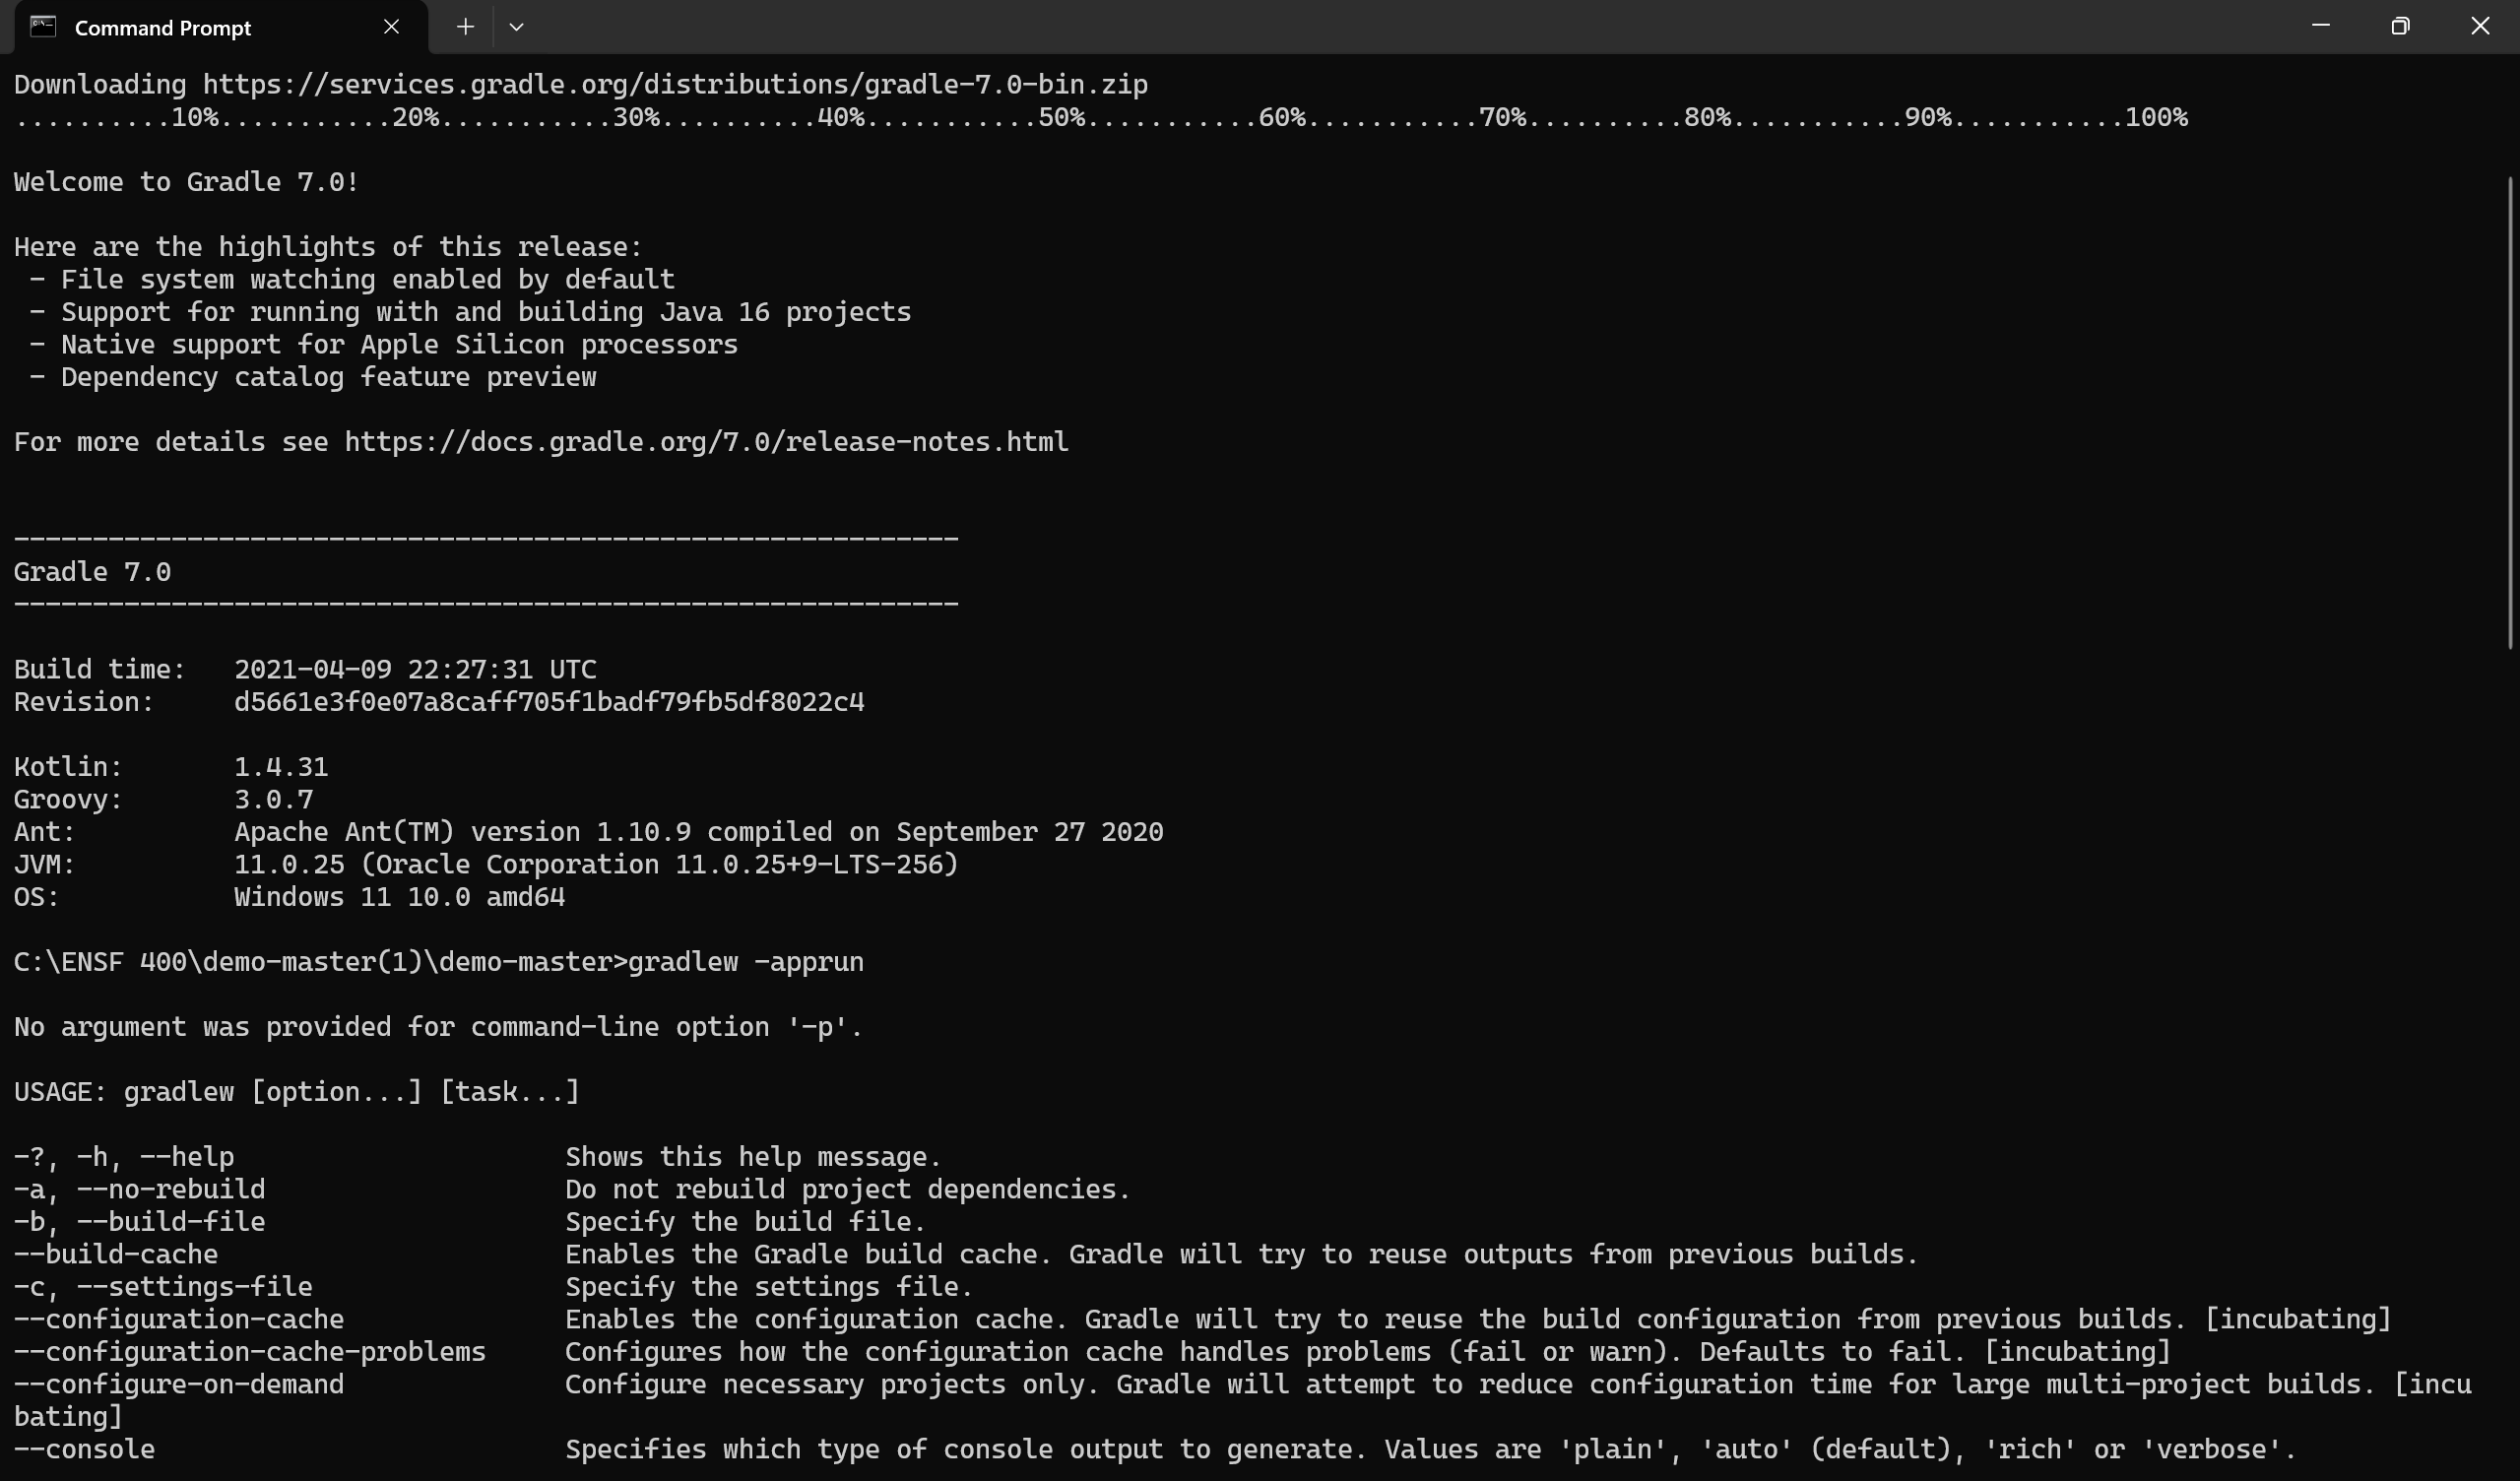 Command Prompt
Downloading https://services.gradle.org/distributions/gradle-7.0-bin.zip
..........10%...........20%...........30%..........40%...........50%...........60%...........70%..........80%...........90%...........100%
Welcome to Gradle 7.0!
Here are the highlights of this release:
- File system watching enabled by default
- Support for running with and building Java 16 projects
- Native support for Apple Silicon processors
- Dependency catalog feature preview
For more details see https://docs.gradle.org/7.0/release-notes.html
------------------------------------------------------------
Gradle 7.0
------------------------------------------------------------
Build time:   2021-04-09 22:27:31 UTC
Revision:     d5661e3f0e07a8caff705f1badf79fb5df8022c4
Kotlin:       1.4.31
Groovy:       3.0.7
Ant:          Apache Ant(TM) version 1.10.9 compiled on September 27 2020
JVM:          11.0.25 (Oracle Corporation 11.0.25+9-LTS-256)
OS:           Windows 11 10.0 amd64
C:\ENSF 400\demo-master(1)\demo-master>gradlew -apprun
No argument was provided for command-line option '-p'.
USAGE: gradlew [option...] [task...]
-?, -h, --help                     Shows this help message.
-a, --no-rebuild                   Do not rebuild project dependencies.
-b, --build-file                   Specify the build file.
--build-cache                      Enables the Gradle build cache. Gradle will try to reuse outputs from previous builds.
-c, --settings-file                Specify the settings file.
--configuration-cache              Enables the configuration cache. Gradle will try to reuse the build configuration from previous builds. [incubating]
--configuration-cache-problems     Configures how the configuration cache handles problems (fail or warn). Defaults to fail. [incubating]
--configure-on-demand              Configure necessary projects only. Gradle will attempt to reduce configuration time for large multi-project builds. [incu
bating]
--console                          Specifies which type of console output to generate. Values are 'plain', 'auto' (default), 'rich' or 'verbose'.